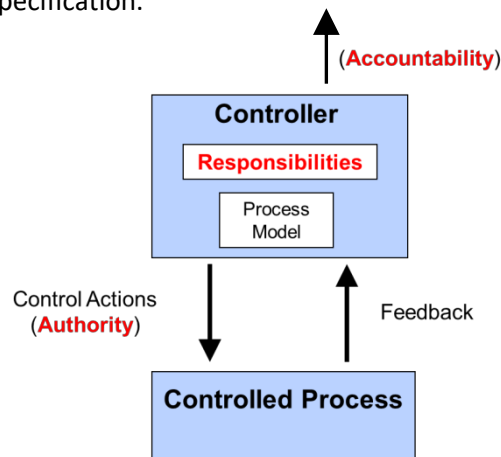 pecification.
(Accountability)
Controller
Responsibilities
Process
Model
Control Actions
(Authority)
Feedback
Controlled Process